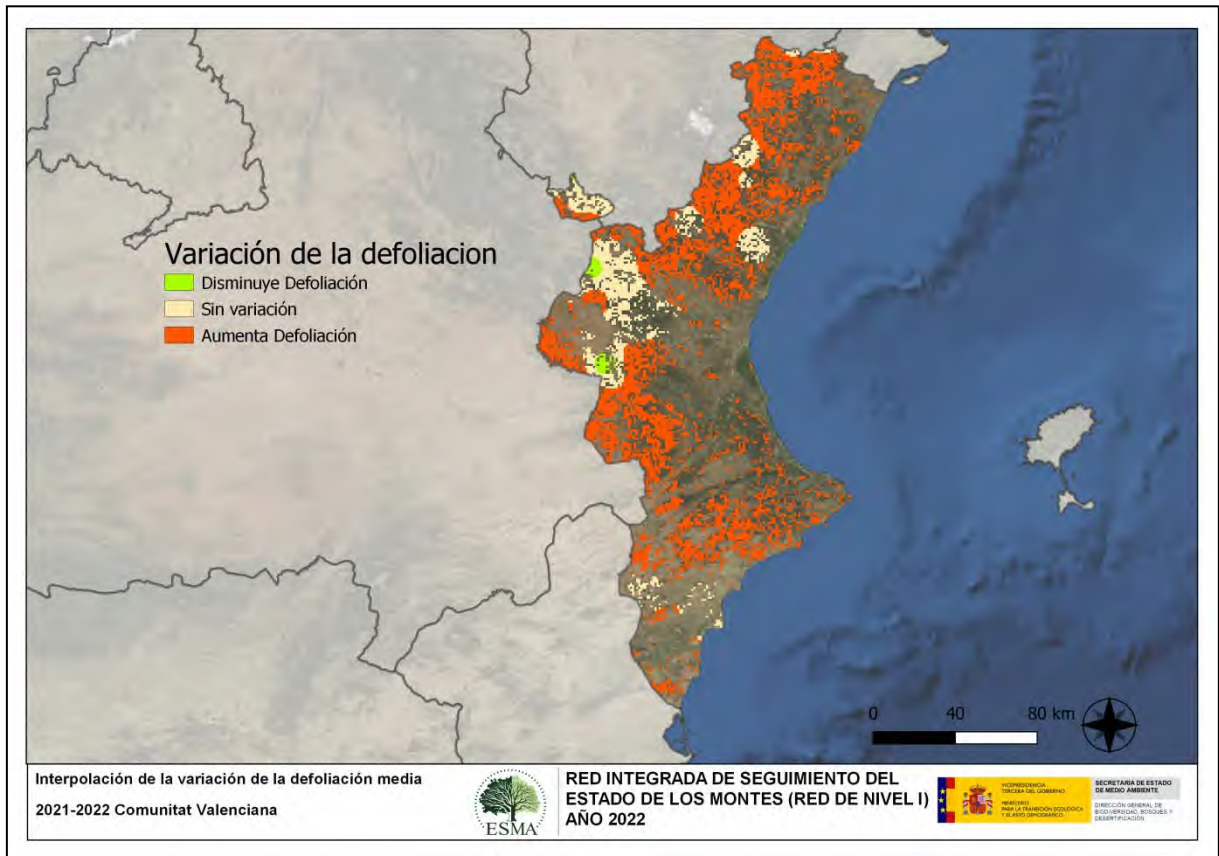 Variación de la defoliacion
Disminuye Defoliación
Sin variación
Aumenta Defoliación
0 40 80 km
Interpolación de la variación de la defoliación media
2021-2022 Comunitat Valenciana
ESMA
RED INTEGRADA DE SEGUIMIENTO DEL
ESTADO DE LOS MONTES (RED DE NIVEL I)
AÑO 2022
VICEPRESIDENCIA
TERCERA DEL GOBIERNO
MINISTERIO
PARA LA TRANSICIÓN ECOLÓGICA
Y EL RETO DEMOGRÁFICO
SECRETARÍA DE ESTADO
DE MEDIO AMBIENTE
DIRECCIÓN GENERAL DE
BIODIVERSIDAD, BOSQUES Y
DESERTIFICACIÓN